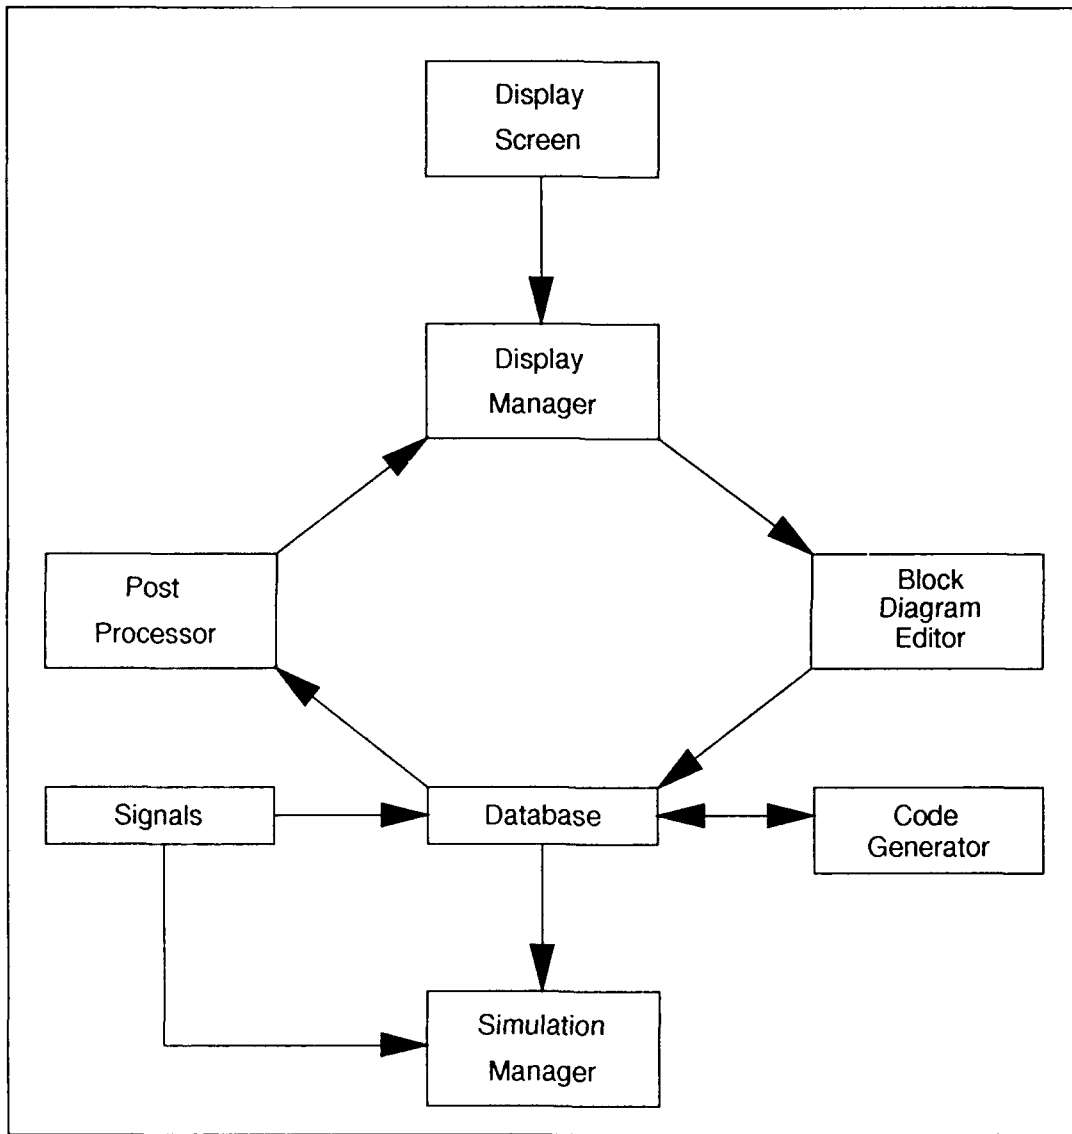 Display
Screen
Display
Manager
Post
Processor
Block
Diagram
Editor
Signals
Database
Code
Generator
Simulation
Manager